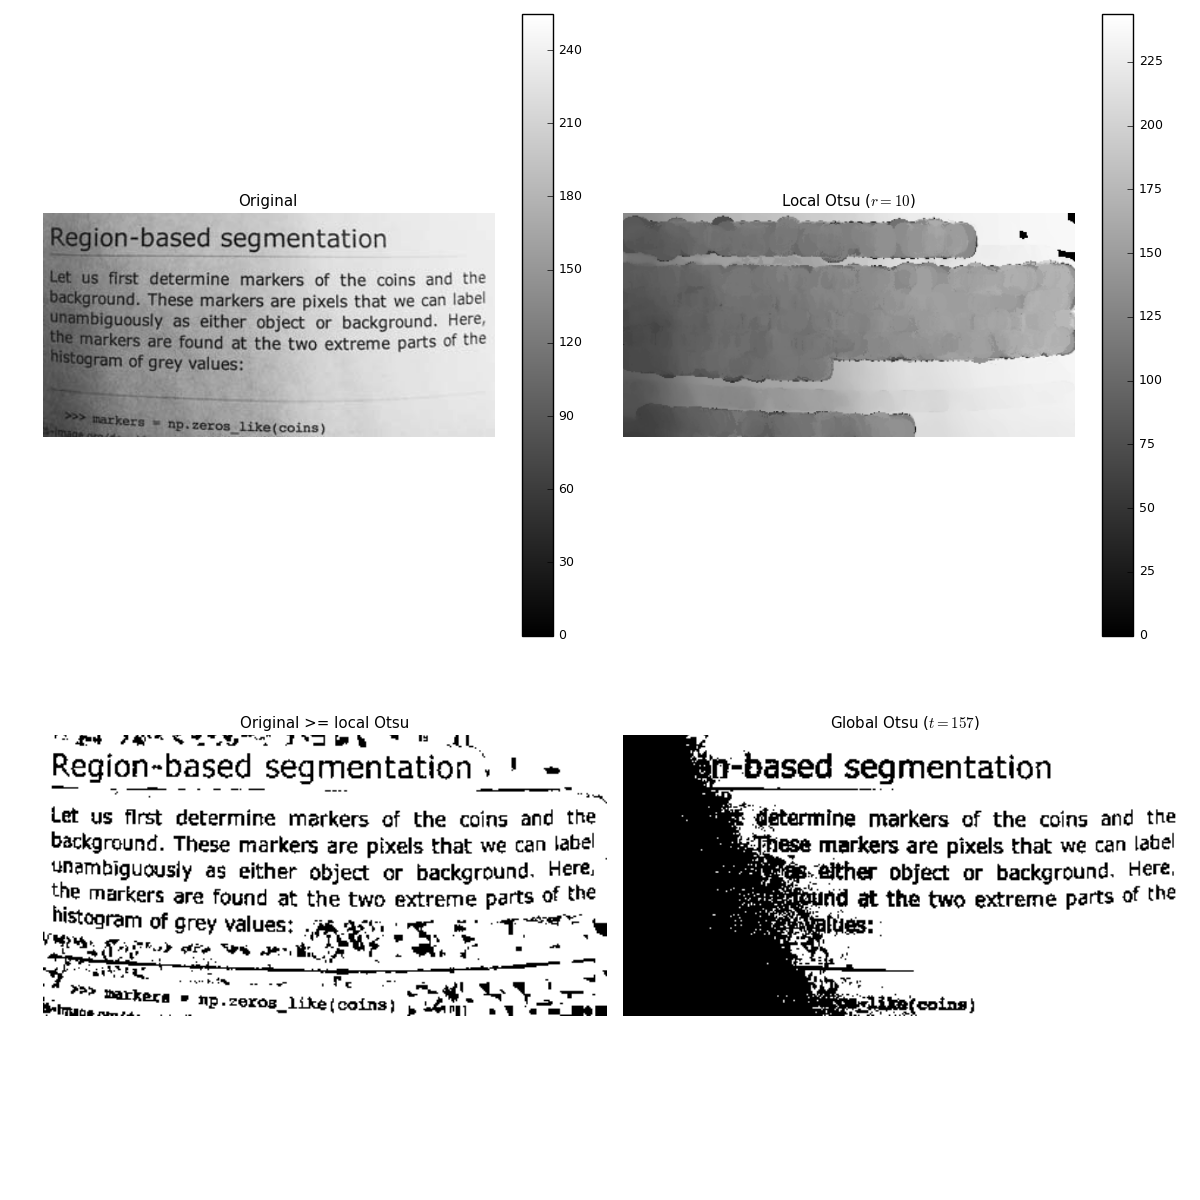 Original
Region-based segmentation
Let us first determine markers of the coins and the
background. These markers are pixels that we can label
unambiguously as either object or background. Here,
the markers are found at the two extreme parts of the
histogram of grey values:
>>> markers = np.zeros_like(coins)
240
210
180
150
120
90
60
30
0
Local Otsu (r = 10)
225
200
175
150
125
100
75
50
25
0
Original >= local Otsu
Region-based segmentation
Let us first determine markers of the coins and the
background. These markers are pixels that we can label
unambiguously as either object or background. Here,
the markers are found at the two extreme parts of the
histogram of grey values:
>>> markers = np.zeros_like(coins)
Global Otsu (t = 157)
on-based segmentation
determine markers of the coins and the
These markers are pixels that we can label
as either object or background. Here,
found at the two extreme parts of the
values:
like(coins)